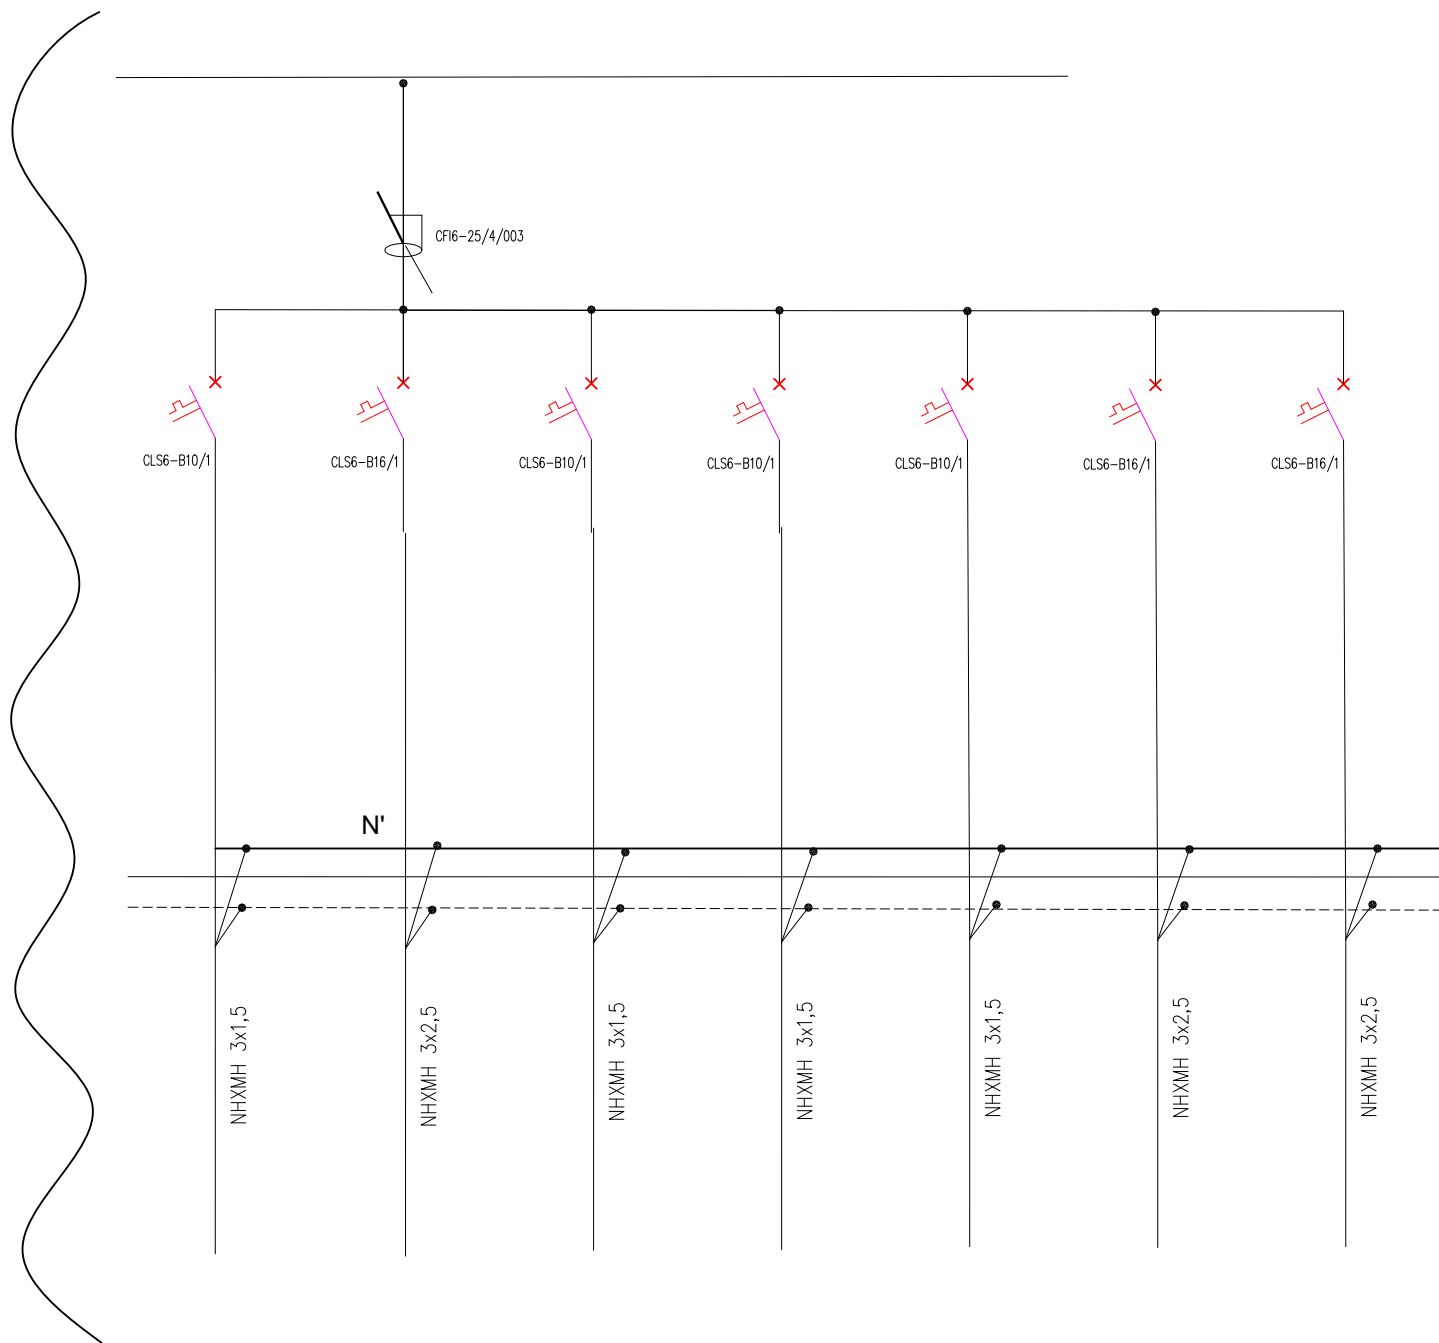 CFI6-25/4/003
CLS6-B10/1
CLS6-B16/1
CLS6-B10/1
CLS6-B10/1
CLS6-B10/1
CLS6-B16/1
CLS6-B16/1
N'
NHXMH 3x1,5
NHXMH 3x2,5
NHXMH 3x1,5
NHXMH 3x1,5
NHXMH 3x1,5
NHXMH 3x2,5
NHXMH 3x2,5